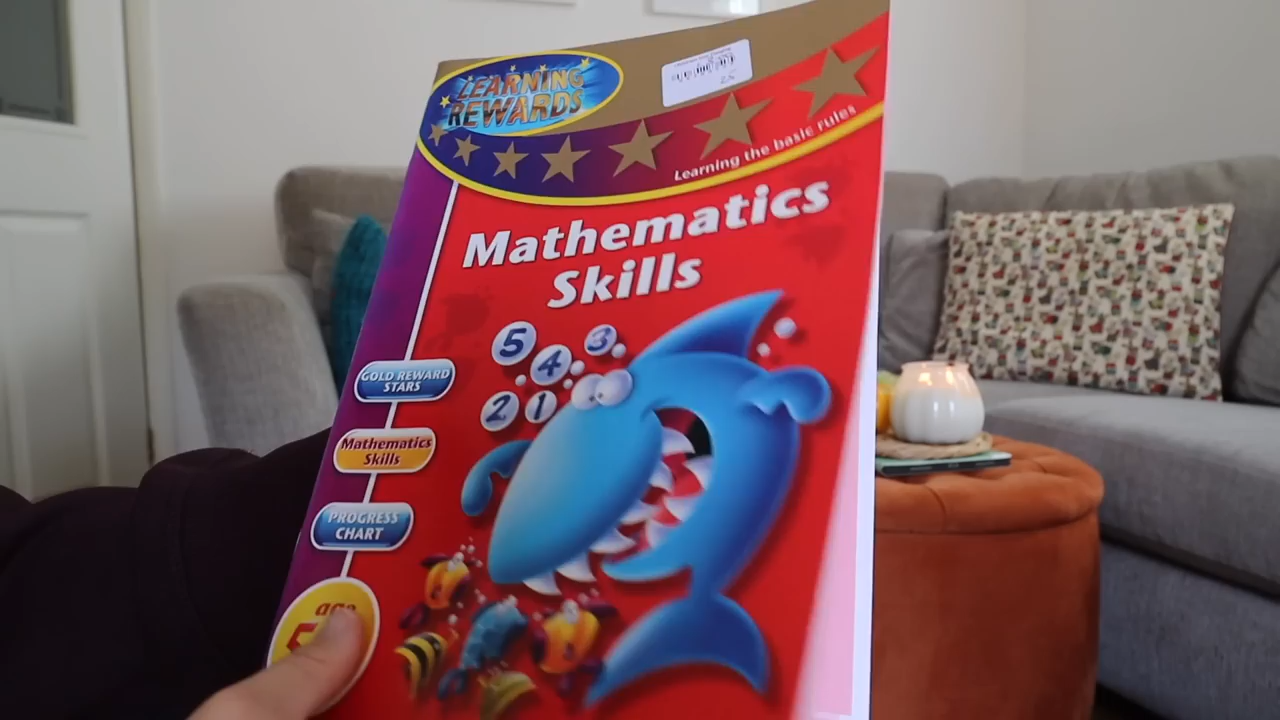 LEARNING
REWARDS
Learning the basic rules
Mathematics
Skills
5
4
3
2
1
GOLD REWARD
STARS
Mathematics
Skills
PROGRESS
CHART
age